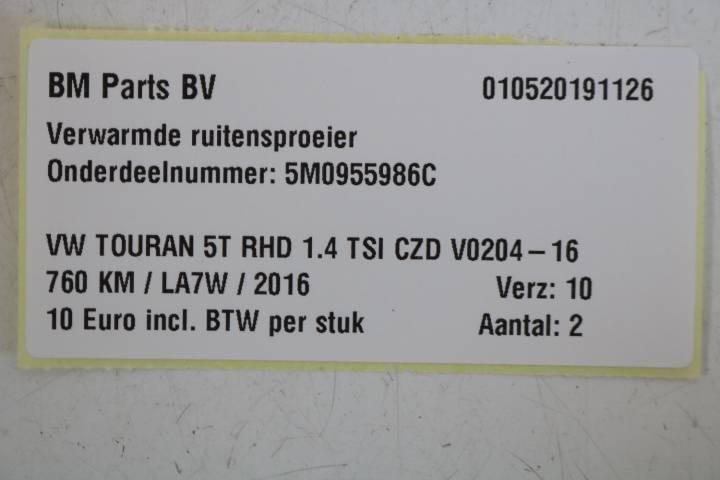 BM Parts BV 010520191126
Verwarmde ruitensproeier
Onderdeelnummer: 5M0955986C
VW TOURAN 5T RHD 1.4 TSI CZD V0204-16
760 KM / LA7W / 2016 Verz: 10
10 Euro incl. BTW per stuk Aantal: 2